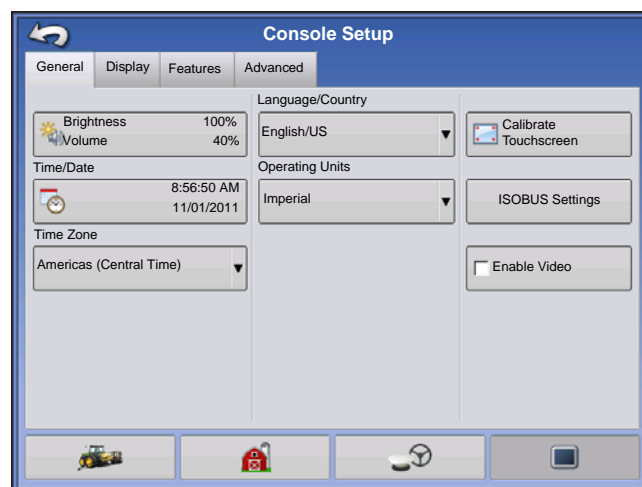 Console Setup
General
Display
Features
Advanced
Brightness 100%
Volume 40%
Time/Date
8:56:50 AM
11/01/2011
Time Zone
Americas (Central Time)
Language/Country
English/US
Operating Units
Imperial
Calibrate
Touchscreen
ISOBUS Settings
Enable Video